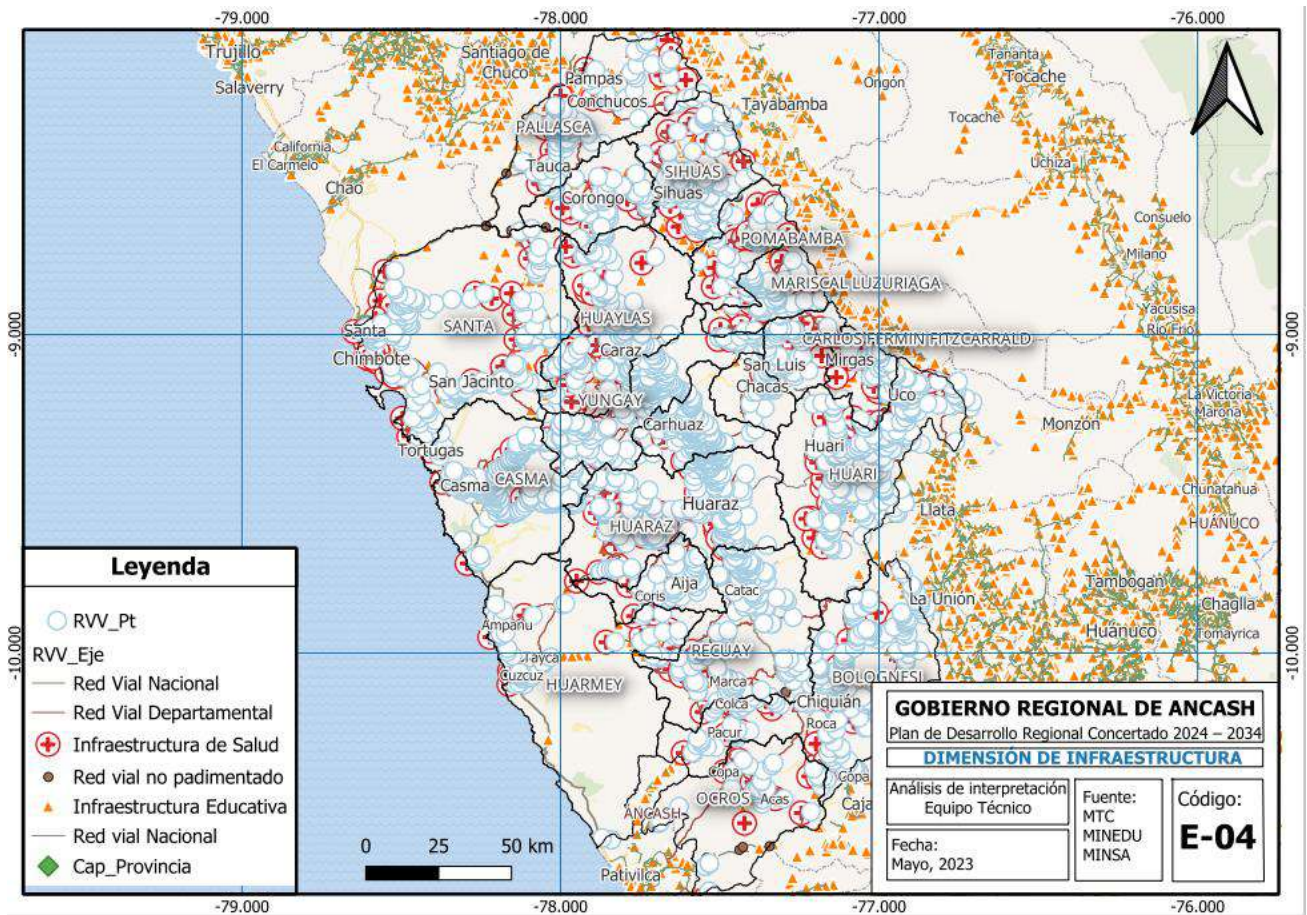 -79.000
-78.000
-77.000
-76.000
Trujillo
Salaverry
Santiago de
Chuco
Pampas
Conchucos
Tayabamba
Ongón
Tananta
Tocache
Tocache
Uchiza
PALLASCA
Tauca
California
El Carmelo
Chao
SIHUAS
Sihuas
Corongo
Consuelo
POMABAMBA
Milano
MARISCAL LUZURIAGA
Yacusisa
Río Frío
SANTA
HUAYLAS
-9.000
-9.000
Santa
Chimbote
Caraz
CARLOS FERMIN FITZCARRALD
San Luis
Mirgas
Chacas
San Jacinto
YUNGAY
Uco
La Victoria
Marona
Carhuaz
Monzón
Tortugas
Huari
HUARI
Casma
CASMA
Huaraz
Chunatahua
Llata
HUÁNUCO
HUARAZ
Aija
Catac
Coris
La Union
Tambogan
Chaglla
Huánuco
Tomayrica
Ampanu
-10.000
-10.000
Tayca
Cuzcuz
HUARMEY
RECUAY
BOLOGNESI
Marca
Colca
Chiquián
Pacur
Roca
Copa
Copa
OCROS
Acas
Caja
ANCASH
Pativilca
Leyenda
RVV_Pt
RVV_Eje
Red Vial Nacional
Red Vial Departamental
Infraestructura de Salud
Red vial no padimentado
Infraestructura Educativa
Red vial Nacional
Cap_Provincia
0 25 50 km
GOBIERNO REGIONAL DE ANCASH
Plan de Desarrollo Regional Concertado 2024 – 2034
DIMENSIÓN DE INFRAESTRUCTURA
Análisis de interpretación
Equipo Técnico
Fecha:
Mayo, 2023
Fuente:
MTC
MINEDU
MINSA
Código:
E-04
-79.000
-78.000
-77.000
-76.000